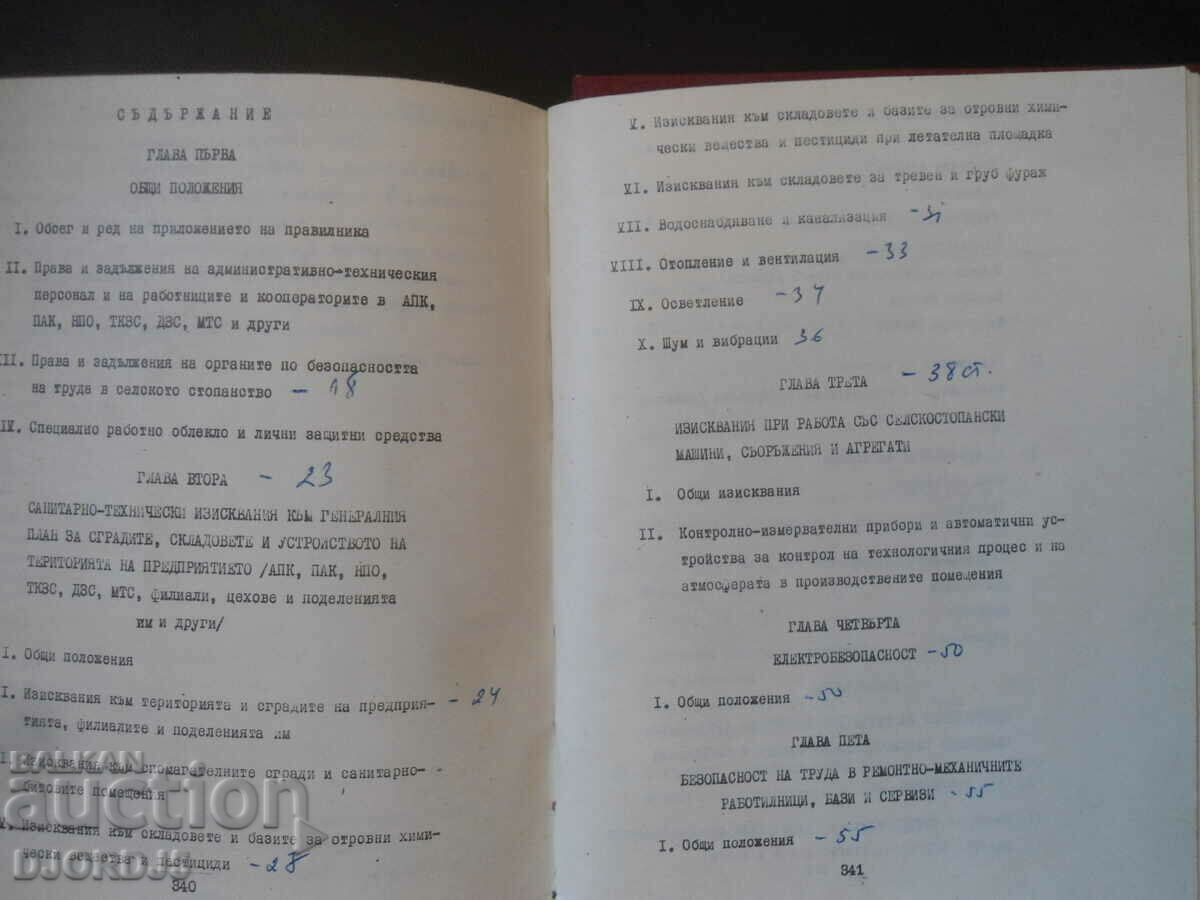 СЪДЪРЖАНИЕ
ГЛАВА ПЪРВА
ОБЩИ ПОЛОЖЕНИЯ
I. Обсег и ред на приложението на правилника
II. Права и задължения на административно-техническия
персонал и на работниците и кооператорите в АПК,
ПАК, НПО, ТКЗС, ДЗС, МТС и други
III. Права и задължения на органите по безопасността
на труда в селското стопанство - 18
IV. Специално работно облекло и лични защитни средства
ГЛАВА ВТОРА - 23
САНИТАРНО-ТЕХНИЧЕСКИ ИЗИСКВАНИЯ КЪМ ГЕНЕРАЛНИЯ
ПЛАН ЗА СГРАДИТЕ, СКЛАДОВЕТЕ И УСТРОЙСТВОТО НА
ТЕРИТОРИЯТА НА ПРЕДПРИЯТИЕТО /АПК, ПАК, НПО,
ТКЗС, ДЗС, МТС, филиали, цехове и поделенията
им и други/
I. Общи положения
I. Изисквания към територията и сградите на предприя- - 24
тията, филиалите и поделенията им
I. Изисквания към спомагателните сгради и санитарно-
битовите помещения
V. Изисквания към складовете и базите за отровни хими-
чески вещества и пестициди - 28
340
V. Изисквания към складовете и базите за отровни хими-
чески вещества и пестициди при летателна площадка
VI. Изисквания към складовете за тревен и груб фураж
VII. Водоснабдяване и канализация - 31
VIII. Отопление и вентилация - 33
IX. Осветление - 34
X. Шум и вибрации 36
ГЛАВА ТРЕТА - 38 ст.
ИЗИСКВАНИЯ ПРИ РАБОТА СЪС СЕЛСКОСТОПАНСКИ
МАШИНИ, СЪОРЪЖЕНИЯ И АГРЕГАТИ
I. Общи изисквания
II. Контролно-измервателни прибори и автоматични ус-
тройства за контрол на технологичния процес и на
атмосферата в производствените помещения
ГЛАВА ЧЕТВЪРТА
ЕЛЕКТРОБЕЗОПАСНОСТ - 50
I. Общи положения - 50
ГЛАВА ПЕТА
БЕЗОПАСНОСТ НА ТРУДА В РЕМОНТНО-МЕХАНИЧНИТЕ
РАБОТИЛНИЦИ, БАЗИ И СЕРВИЗИ - 55
I. Общи положения - 55
341
BALKAN
auction
DJORDJI